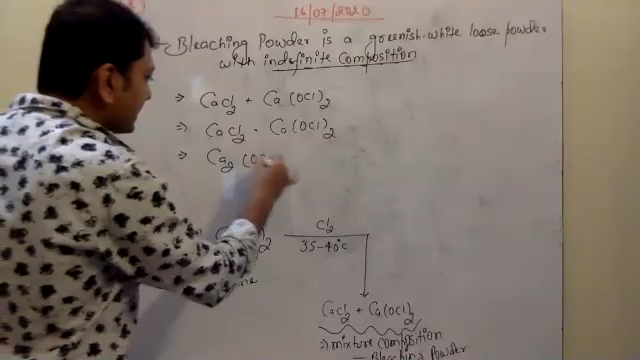 16/07/2020
Bleaching Powder is a greenish-white loose powder
with indefinite Composition
⇒ CaCl2 + Ca(OCl)2
⇒ CaCl2 - Ca(OCl)2
⇒ Ca2 (OC
Cl2
35-40°C
CaCl2 + Ca(OCl)2
⇒ mixture composition
— Bleaching Powder